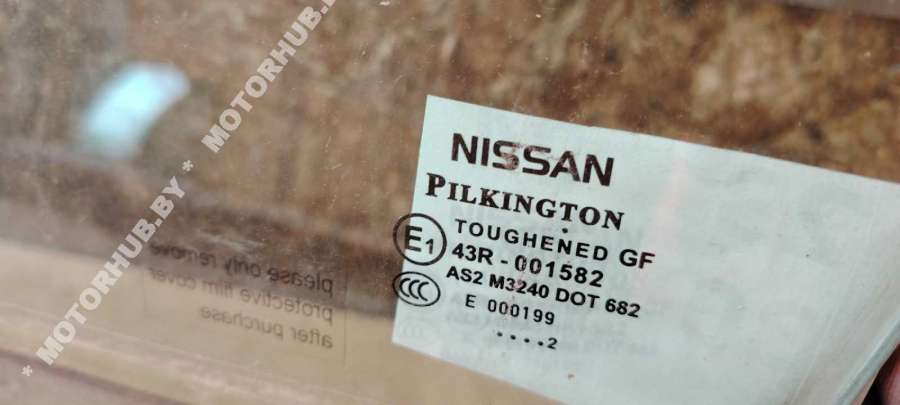 * MOTORHUB.BY * MOTORHUB.BY
NISSAN
PILKINGTON
TOUGHENED GF
E1 43R - 001582
CCC AS2 M3240 DOT 682
E 000199
....2
please only remove
protective film cover
after purchase